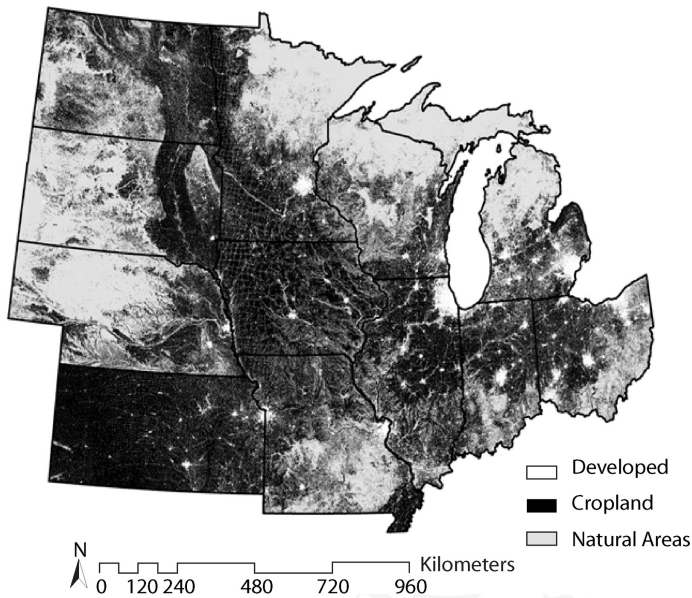 Developed
Cropland
Natural Areas
N
Kilometers
0 120 240 480 720 960